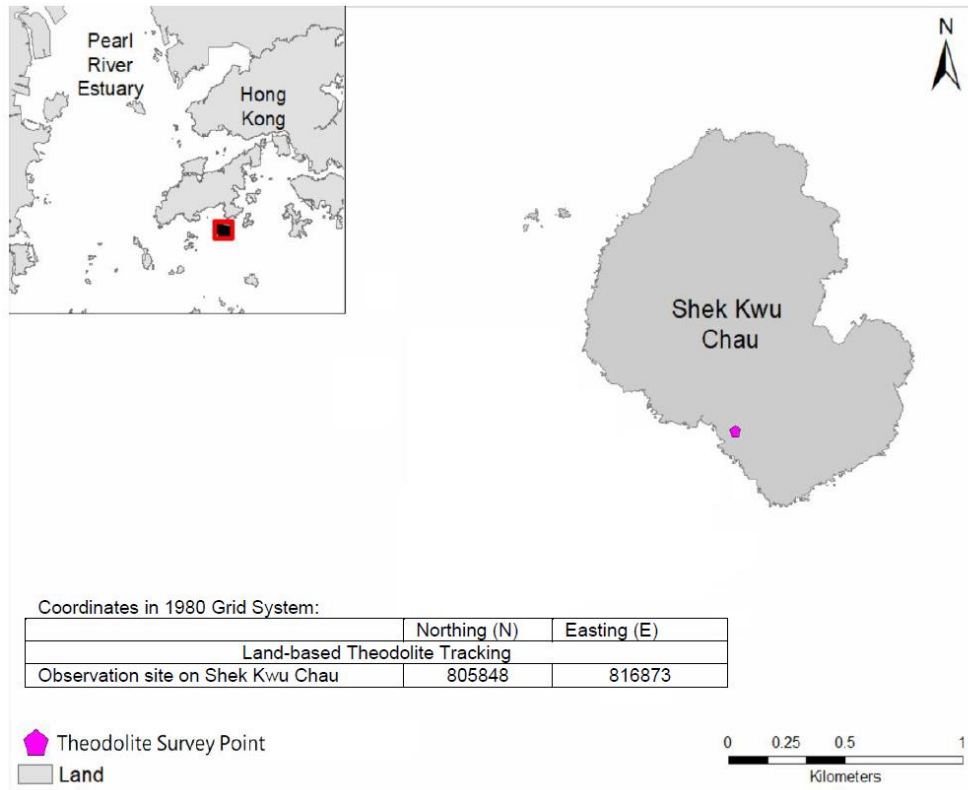 Pearl
River
Estuary
Hong
Kong
N
Shek Kwu
Chau
Coordinates in 1980 Grid System:
Northing (N) Easting (E)
Land-based Theodolite Tracking
Observation site on Shek Kwu Chau 805848 816873
Theodolite Survey Point
Land
0 0.25 0.5 1
Kilometers